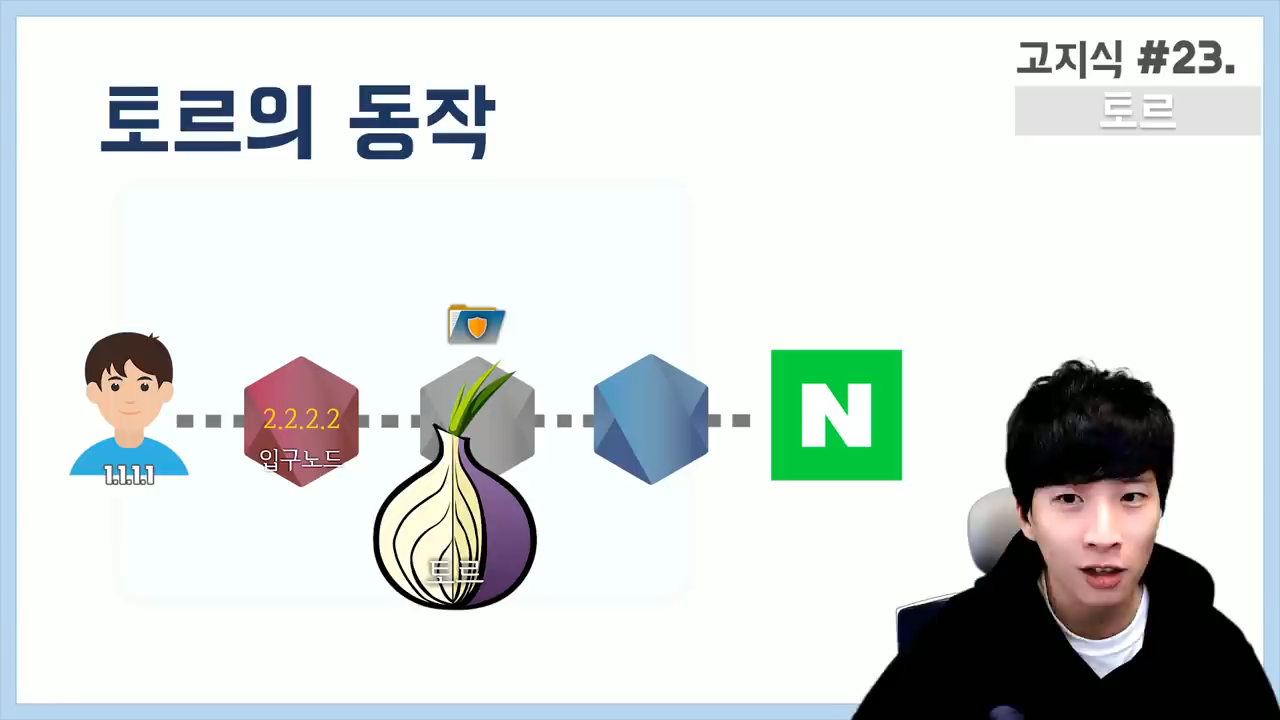 고지식 #23.
토르
토르의 동작
2.2.2.2
입구노드
1.1.1.1
N
토르